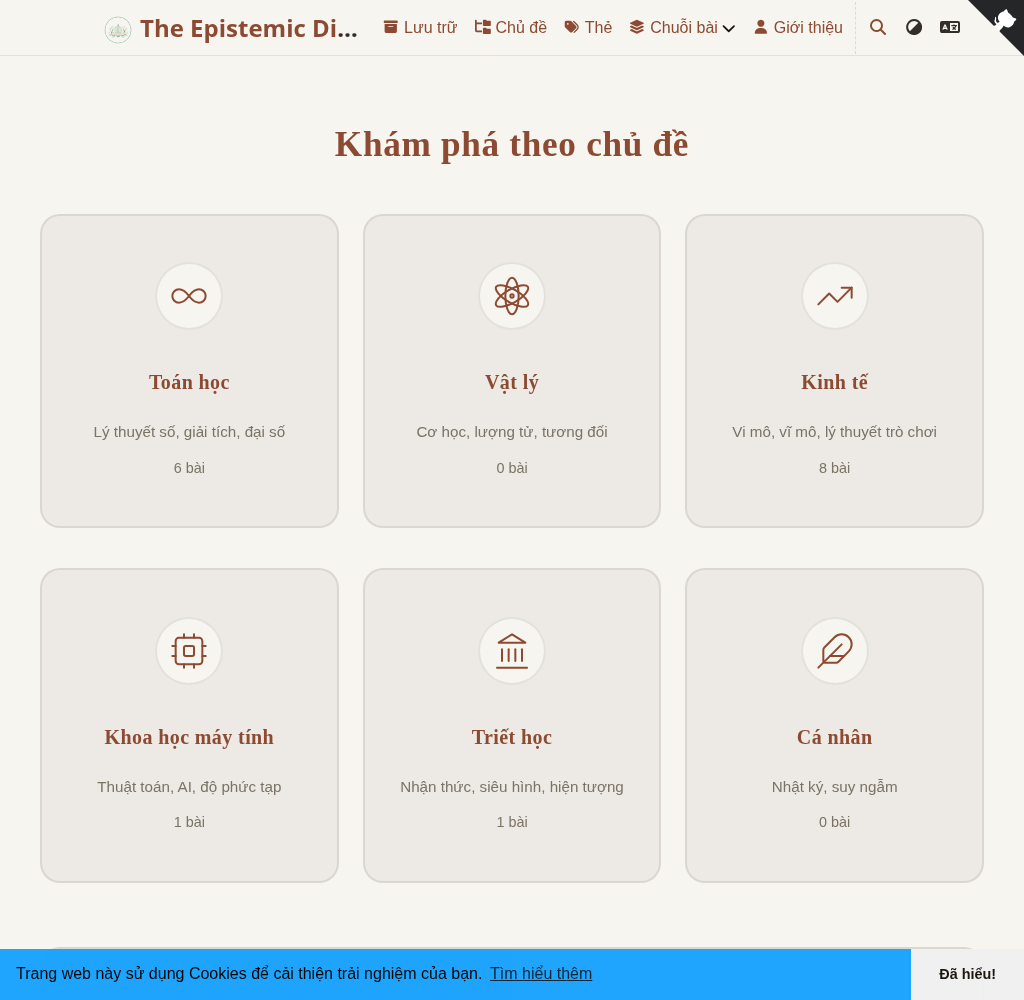 The Epistemic Di... Lưu trữ Chủ đề Thẻ Chuỗi bài Giới thiệu
Khám phá theo chủ đề
Toán học
Lý thuyết số, giải tích, đại số
6 bài
Vật lý
Cơ học, lượng tử, tương đối
0 bài
Kinh tế
Vi mô, vĩ mô, lý thuyết trò chơi
8 bài
Khoa học máy tính
Thuật toán, AI, độ phức tạp
1 bài
Triết học
Nhận thức, siêu hình, hiện tượng
1 bài
Cá nhân
Nhật ký, suy ngẫm
0 bài
Trang web này sử dụng Cookies để cải thiện trải nghiệm của bạn. Tìm hiểu thêm
Đã hiểu!